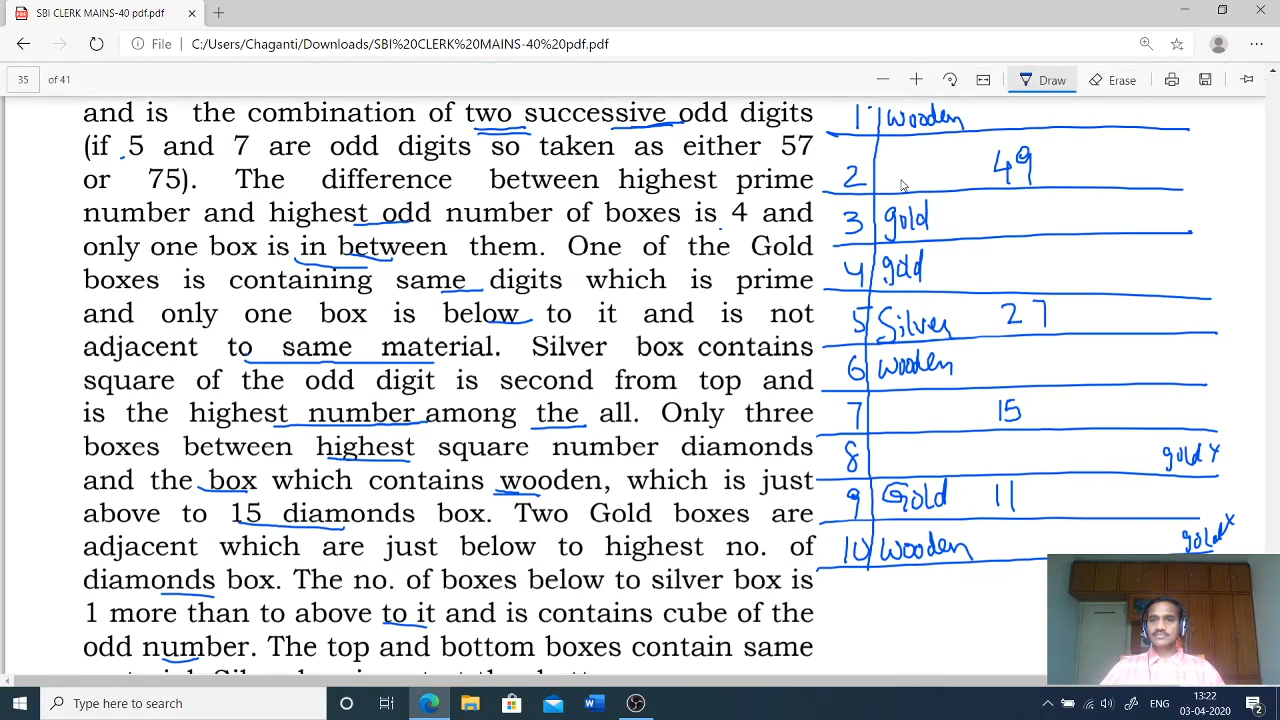 SBI CLERK MAINS-40 pdf.pdf
File
C:/Users/Chaganti/Downloads/SBI%20CLERK%20MAINS-40%20pdf.pdf
35 of 41
Draw
Erase
and is the combination of two successive odd digits
(if 5 and 7 are odd digits so taken as either 57
or 75). The difference between highest prime
number and highest odd number of boxes is 4 and
only one box is in between them. One of the Gold
boxes is containing same digits which is prime
and only one box is below to it and is not
adjacent to same material. Silver box contains
square of the odd digit is second from top and
is the highest number among the all. Only three
boxes between highest square number diamonds
and the box which contains wooden, which is just
above to 15 diamonds box. Two Gold boxes are
adjacent which are just below to highest no. of
diamonds box. The no. of boxes below to silver box is
1 more than to above to it and is contains cube of the
odd number. The top and bottom boxes contain same
1 wooden
2 49
3 gold
4 gold
5 Silver 27
6 wooden
7 15
8 gold x
9 Gold 11
10 wooden gold x
Type here to search
ENG
13:22
03-04-2020
2